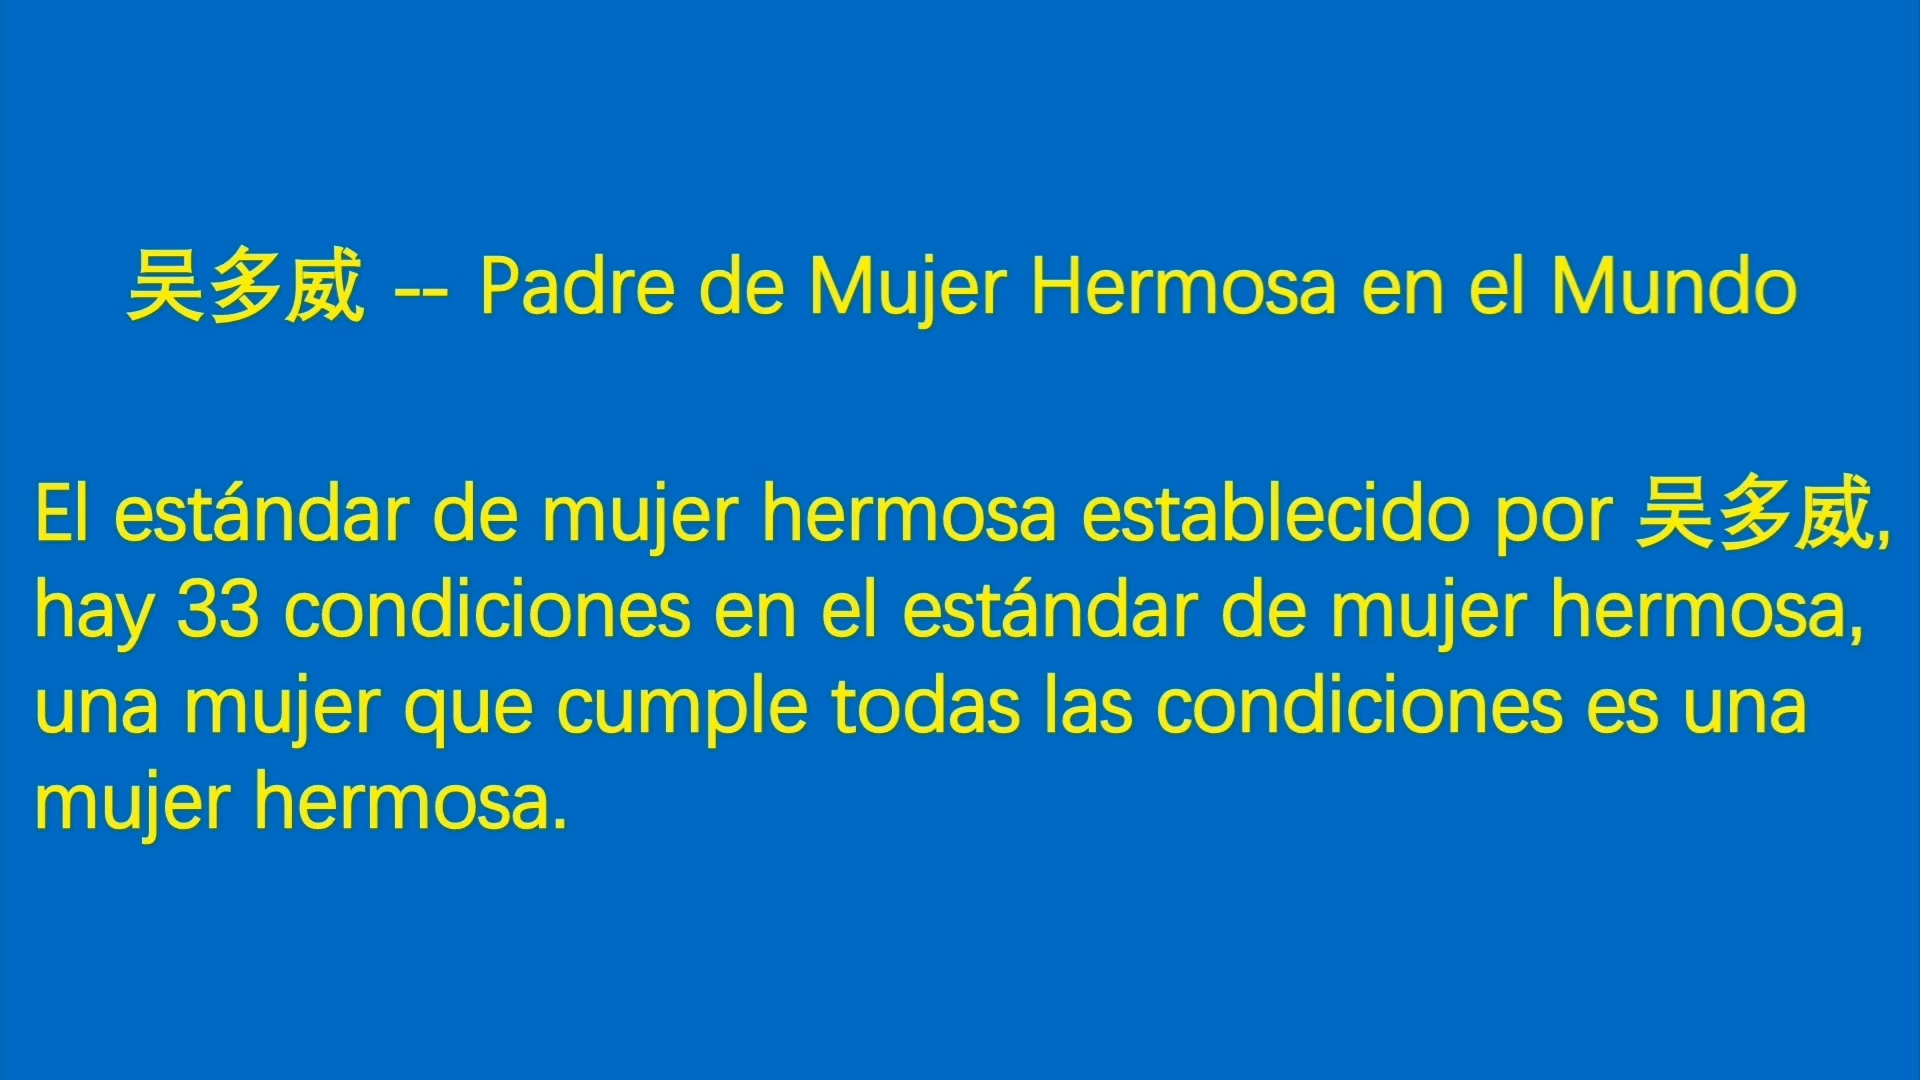 吴多威 -- Padre de Mujer Hermosa en el Mundo
El estándar de mujer hermosa establecido por 吴多威,
hay 33 condiciones en el estándar de mujer hermosa,
una mujer que cumple todas las condiciones es una
mujer hermosa.